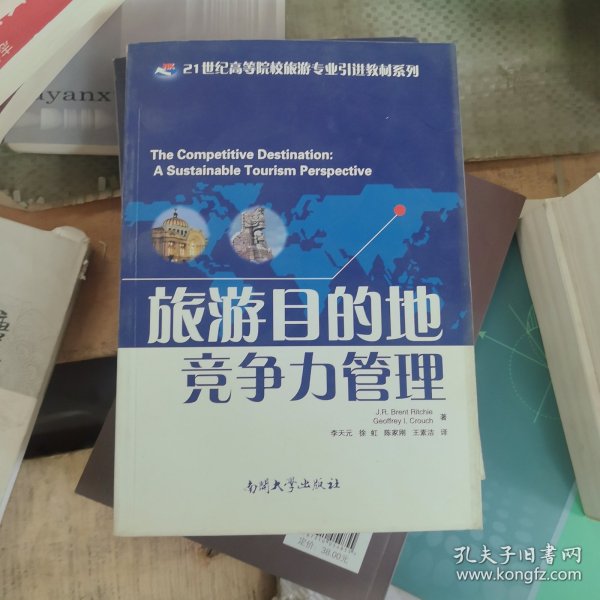 21世纪高等院校旅游专业引进教材系列
The Competitive Destination:
A Sustainable Tourism Perspective
旅游目的地
竞争力管理
J.R. Brent Ritchie
Geoffrey I. Crouch
著
李天元 徐虹 陈家刚 王素洁 译
南開大学出版社
定价: 38.00元
ayanx
孔夫子旧书网
www.kongfz.com